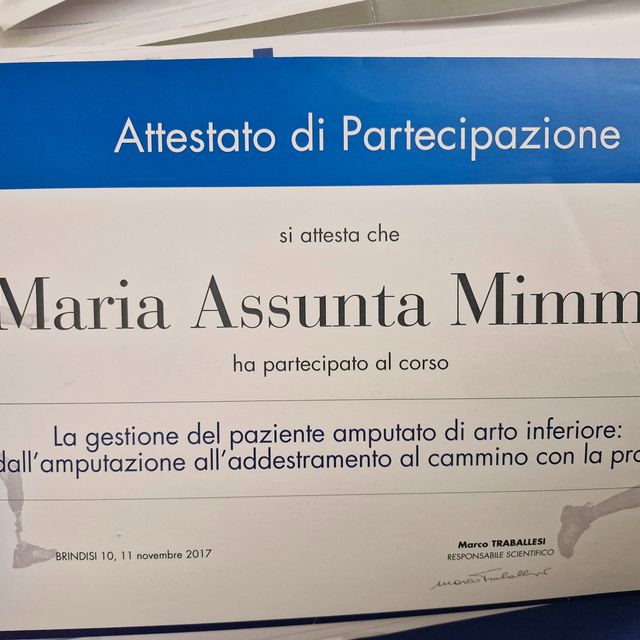 Attestato di Partecipazione
si attesta che
Maria Assunta Mimm
ha partecipato al corso
La gestione del paziente amputato di arto inferiore:
dall'amputazione all'addestramento al cammino con la pro
BRINDISI 10, 11 novembre 2017
Marco TRABALLESI
RESPONSABILE SCIENTIFICO
Marco Traballesi